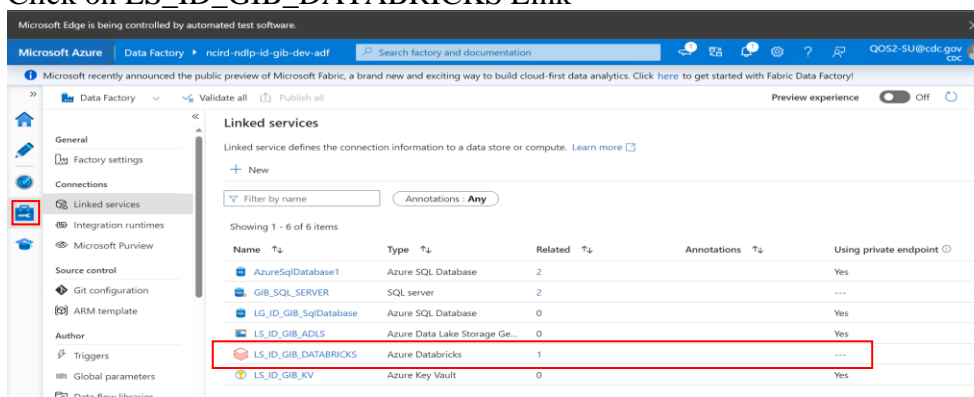 Click on LS_ID_GIB_DATABRICKS Link
Microsoft Edge is being controlled by automated test software.
Microsoft Azure Data Factory ncird-ndlp-id-gib-dev-adf Search factory and documentation QOS2-SU@cdc.gov
CDC
Microsoft recently announced the public preview of Microsoft Fabric, a brand new and exciting way to build cloud-first data analytics. Click here to get started with Fabric Data Factory!
Data Factory Validate all Publish all Preview experience Off
Linked services
General
Linked service defines the connection information to a data store or compute. Learn more
Factory settings
+ New
Connections
Linked services
Filter by name Annotations : Any
Integration runtimes
Showing 1 - 6 of 6 items
Microsoft Purview
Name Type Related Annotations Using private endpoint
Source control
AzureSqlDatabase1 Azure SQL Database 2 Yes
Git configuration
GIB_SQL_SERVER SQL server 2 ---
ARM template
LG_ID_GIB_SqlDatabase Azure SQL Database 0 Yes
Author
LS_ID_GIB_ADLS Azure Data Lake Storage Ge... 0 Yes
Triggers
LS_ID_GIB_DATABRICKS Azure Databricks 1 ---
Global parameters
LS_ID_GIB_KV Azure Key Vault 0 Yes
Data flow libraries